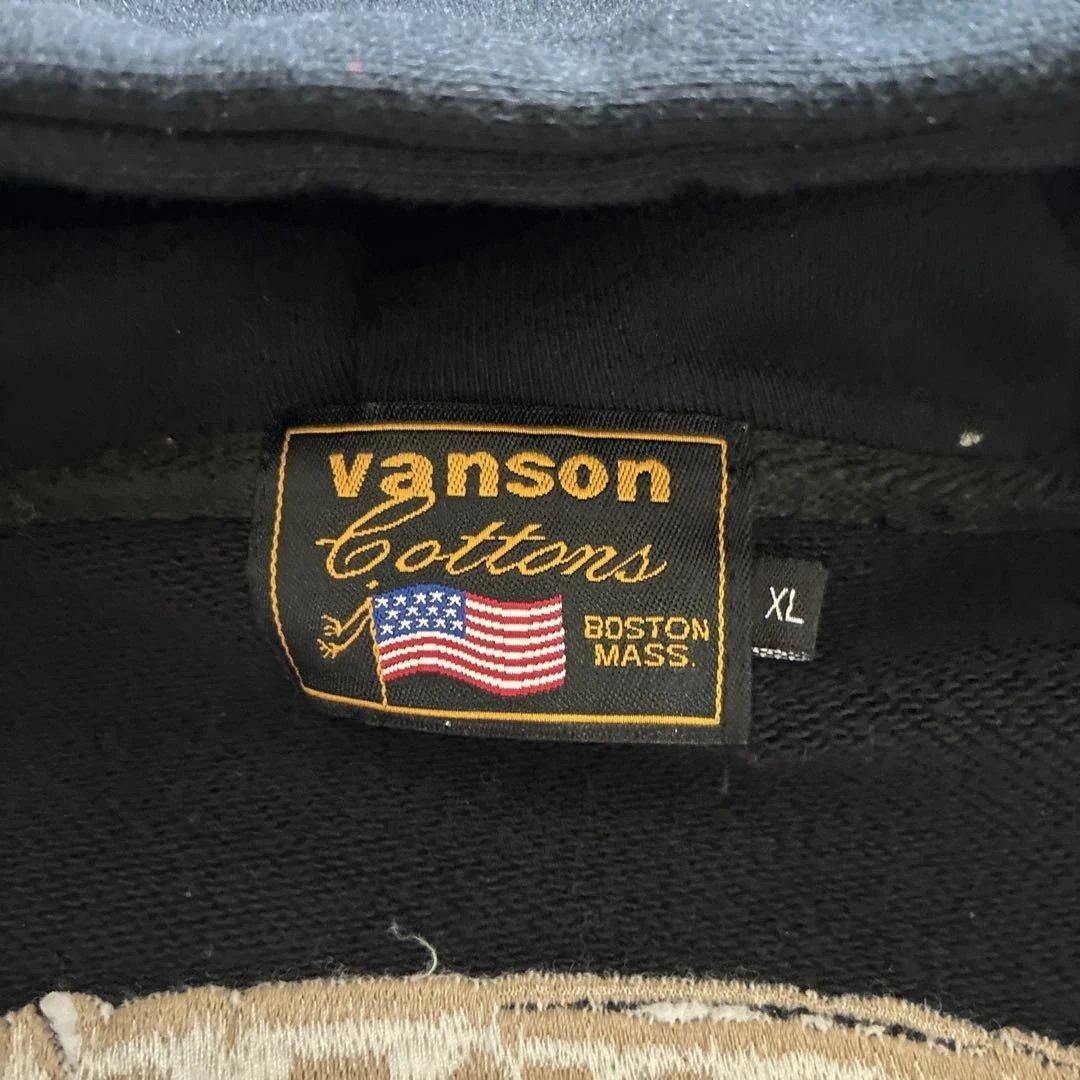 vanson
Cottons
BOSTON
MASS.
XL